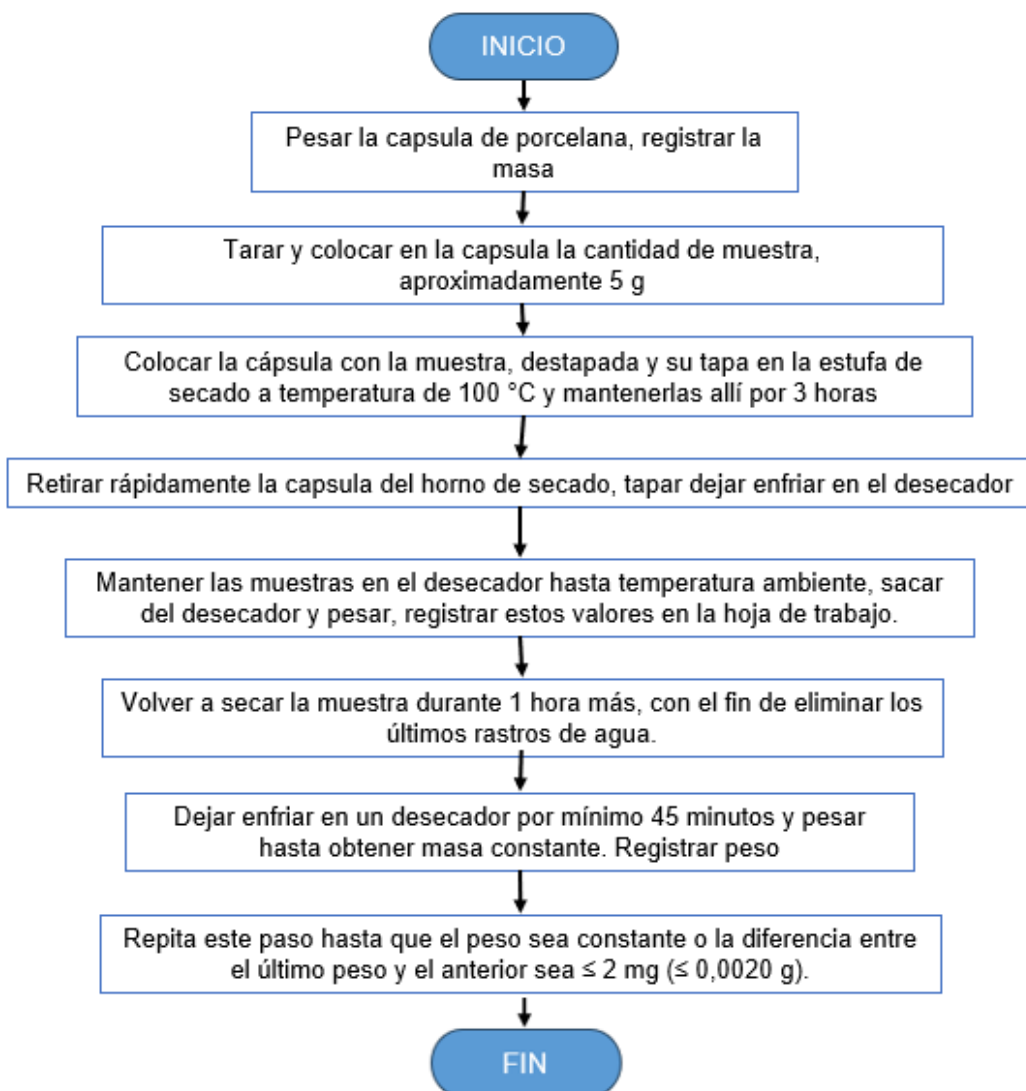 INICIO
Pesar la capsula de porcelana, registrar la
masa
Tarar y colocar en la capsula la cantidad de muestra,
aproximadamente 5 g
Colocar la cápsula con la muestra, destapada y su tapa en la estufa de
secado a temperatura de 100 °C y mantenerlas allí por 3 horas
Retirar rápidamente la capsula del horno de secado, tapar dejar enfriar en el desecador
Mantener las muestras en el desecador hasta temperatura ambiente, sacar
del desecador y pesar, registrar estos valores en la hoja de trabajo.
Volver a secar la muestra durante 1 hora más, con el fin de eliminar los
últimos rastros de agua.
Dejar enfriar en un desecador por mínimo 45 minutos y pesar
hasta obtener masa constante. Registrar peso
Repita este paso hasta que el peso sea constante o la diferencia entre
el último peso y el anterior sea ≤ 2 mg (≤ 0,0020 g).
FIN